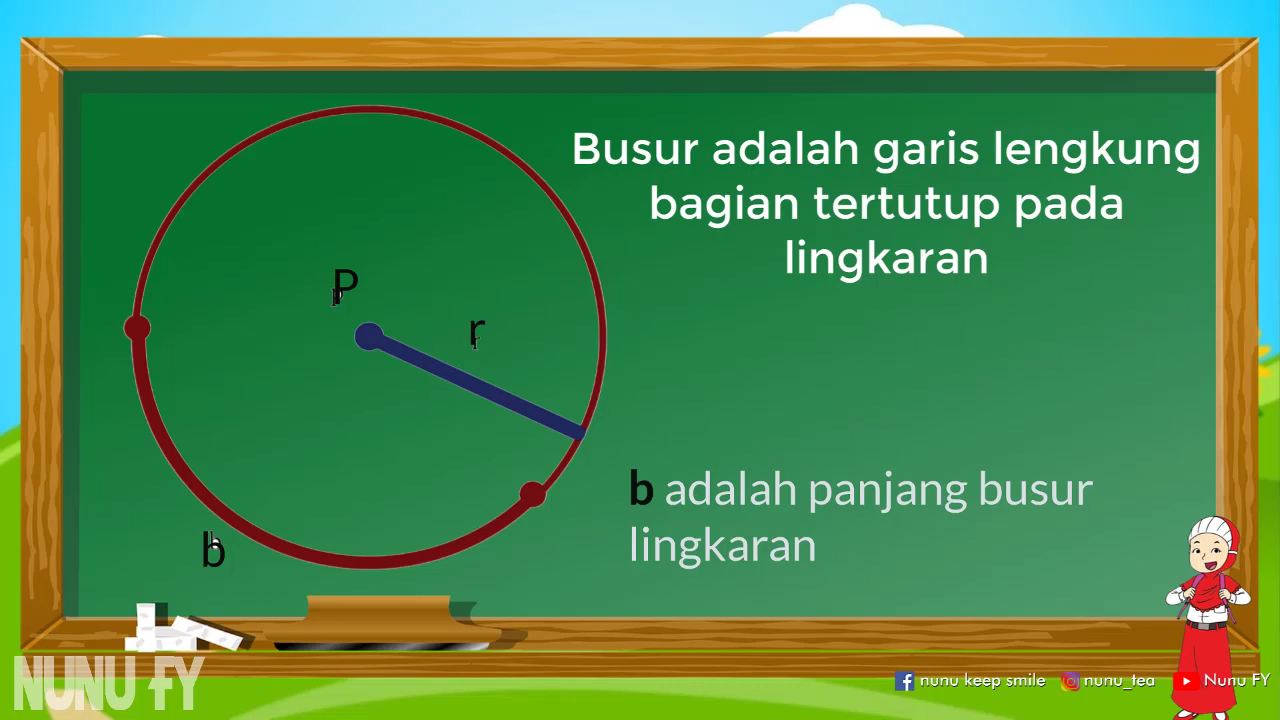 Busur adalah garis lengkung
bagian tertutup pada
lingkaran
P
p
r
r
b adalah panjang busur
lingkaran
b
b
NUNU FY
nunu keep smile
nunu_tea
Nunu FY